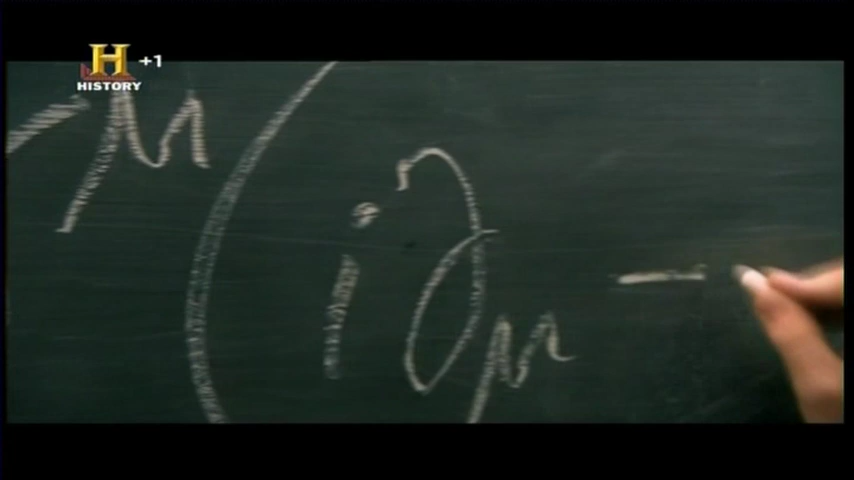 H +1
HISTORY
μ ( i ∂μ −